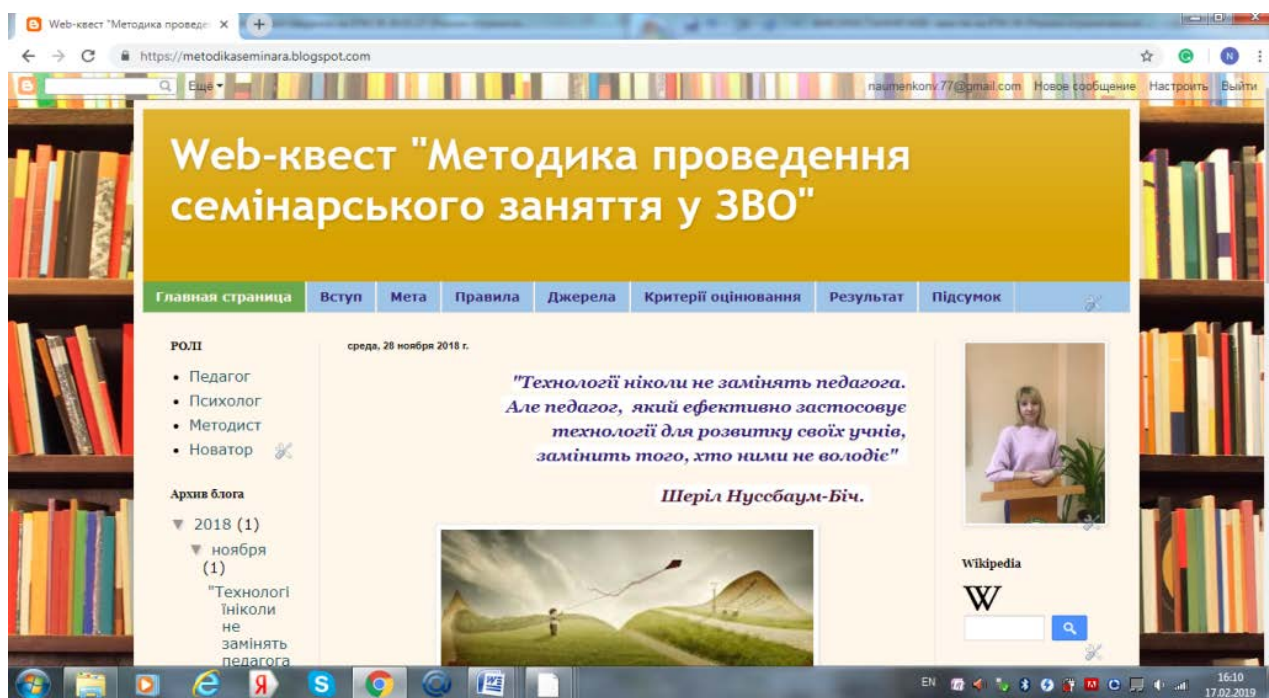 Web-квест "Методика проведе
https://metodikaseminara.blogspot.com
N
Ещё
naumenkonv.77@gmail.com Новое сообщение Настроить Выйти
Web-квест "Методика проведення
семінарського заняття у ЗВО"
Главная страница Вступ Мета Правила Джерела Критерії оцінювання Результат Підсумок
РОЛІ
Педагог
Психолог
Методист
Новатор
Архив блога
▼ 2018 (1)
▼ ноября
(1)
"Технологі
їніколи
не
замінять
педагога
среда, 28 ноября 2018 г.
"Технології ніколи не замінять педагога.
Але педагог, який ефективно застосовує
технології для розвитку своїх учнів,
замінить того, хто ними не володіє"
Шеріл Нуссбаум-Біч.
Wikipedia
W
EN
16:10
17.02.2019